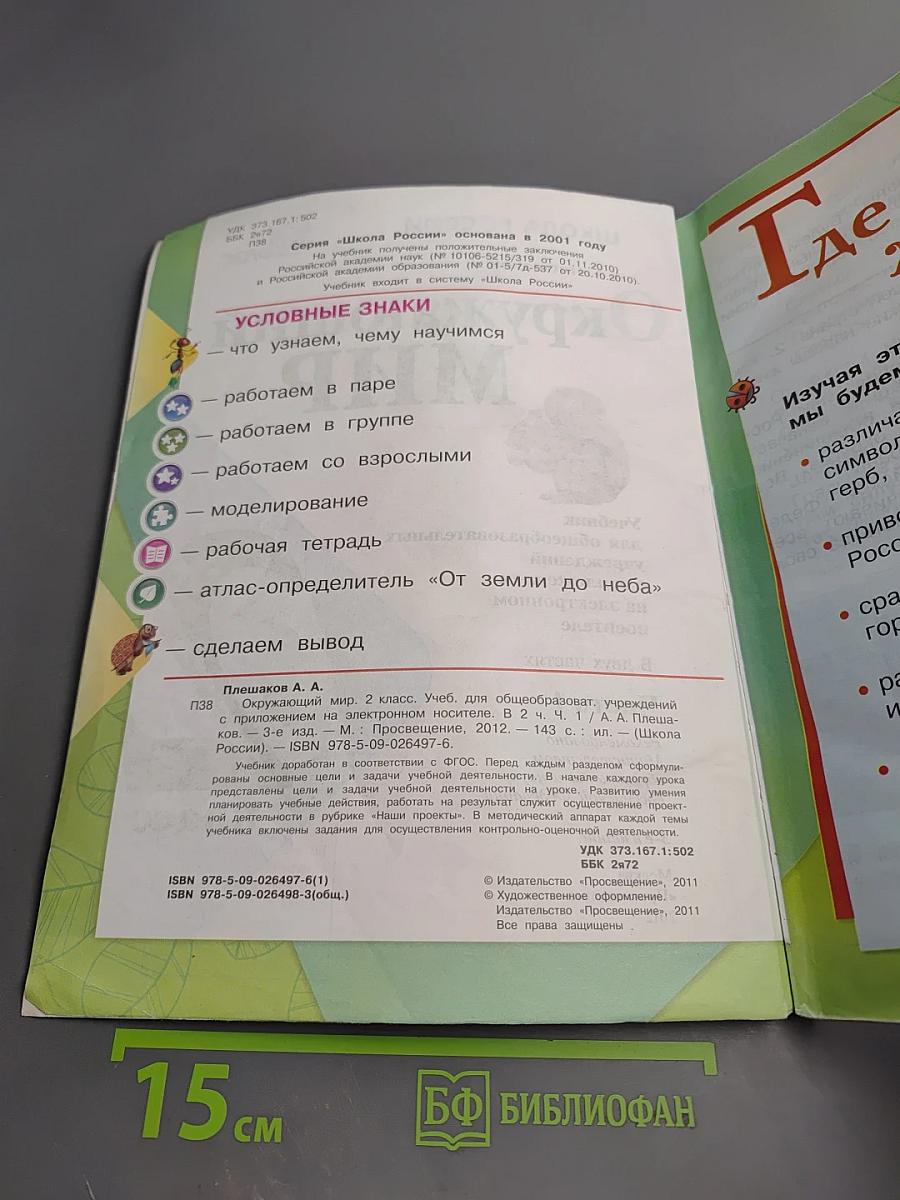 УДК 373.167.1:502
ББК 2я72
П38
Серия «Школа России» основана в 2001 году
На учебник получены положительные заключения
Российской академии наук (№ 10106-5215/319 от 01.11.2010)
и Российской академии образования (№ 01-5/7д-537 от 20.10.2010).
Учебник входит в систему «Школа России»
УСЛОВНЫЕ ЗНАКИ
— что узнаем, чему научимся
— работаем в паре
— работаем в группе
— работаем со взрослыми
— моделирование
— рабочая тетрадь
— атлас-определитель «От земли до неба»
— сделаем вывод
Плешаков А. А.
П38 Окружающий мир. 2 класс. Учеб. для общеобразоват. учреждений
с приложением на электронном носителе. В 2 ч. Ч. 1 / А. А. Плеша-
ков. — 3-е изд. — М. : Просвещение, 2012. — 143 с. : ил. — (Школа
России). — ISBN 978-5-09-026497-6.
Учебник доработан в соответствии с ФГОС. Перед каждым разделом сформули-
рованы основные цели и задачи учебной деятельности. В начале каждого урока
представлены цели и задачи учебной деятельности на уроке. Развитию умения
планировать учебные действия, работать на результат служит осуществление проект-
ной деятельности в рубрике «Наши проекты». В методический аппарат каждой темы
учебника включены задания для осуществления контрольно-оценочной деятельности.
УДК 373.167.1:502
ББК 2я72
ISBN 978-5-09-026497-6(1)
ISBN 978-5-09-026498-3(общ.)
© Издательство «Просвещение», 2011
© Художественное оформление.
Издательство «Просвещение», 2011
Все права защищены
Где
Изучая эт
мы будем
• различа
символ
герб,
• приво
Росс
• сра
гор
• ра
и
15 см
БФ БИБЛИОФАН